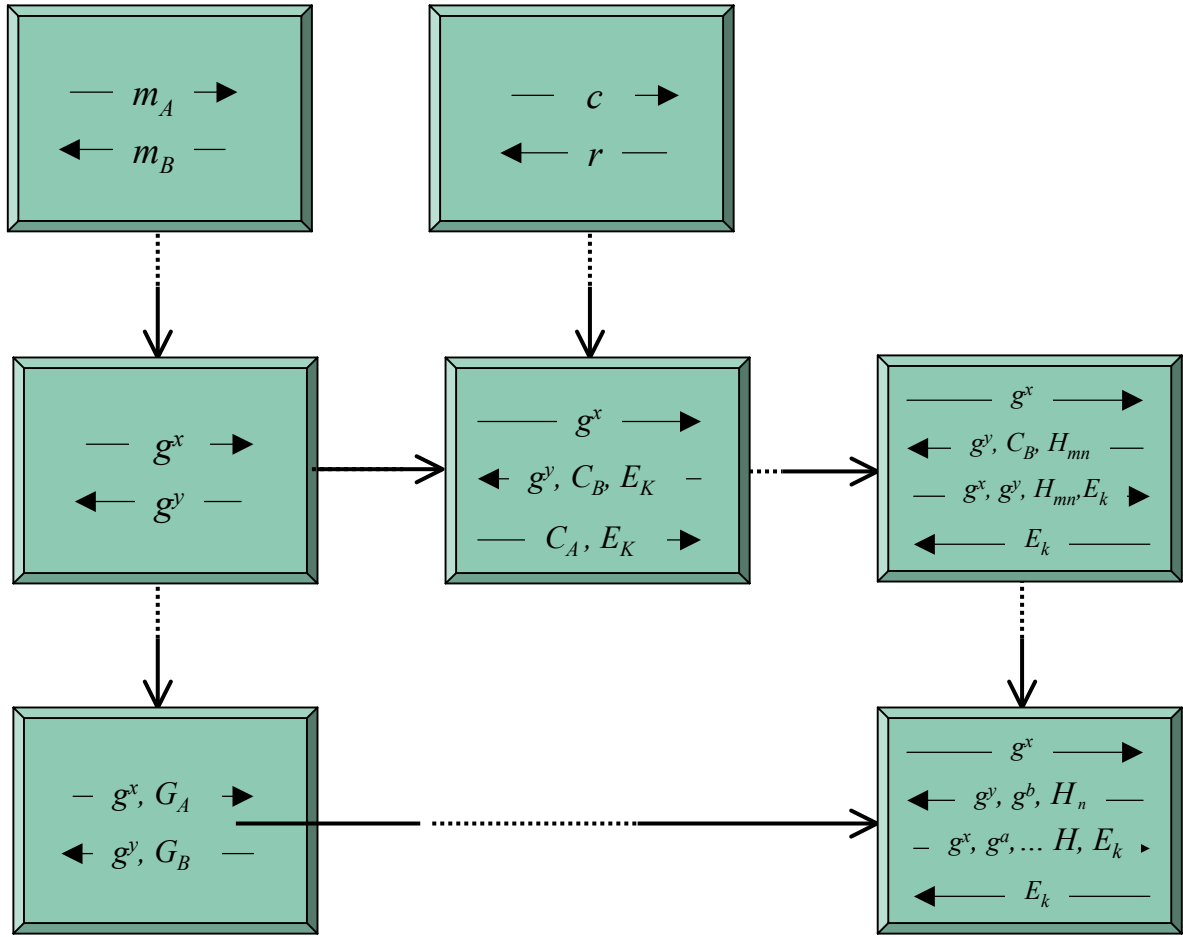 m_A
m_B
c
r
g^x
g^y
g^x
g^y, C_B, E_K
C_A, E_K
g^x
g^y, C_B, H_mn
g^x, g^y, H_mn,E_k
E_k
g^x, G_A
g^y, G_B
g^x
g^y, g^b, H_n
g^x, g^a,... H, E_k
E_k